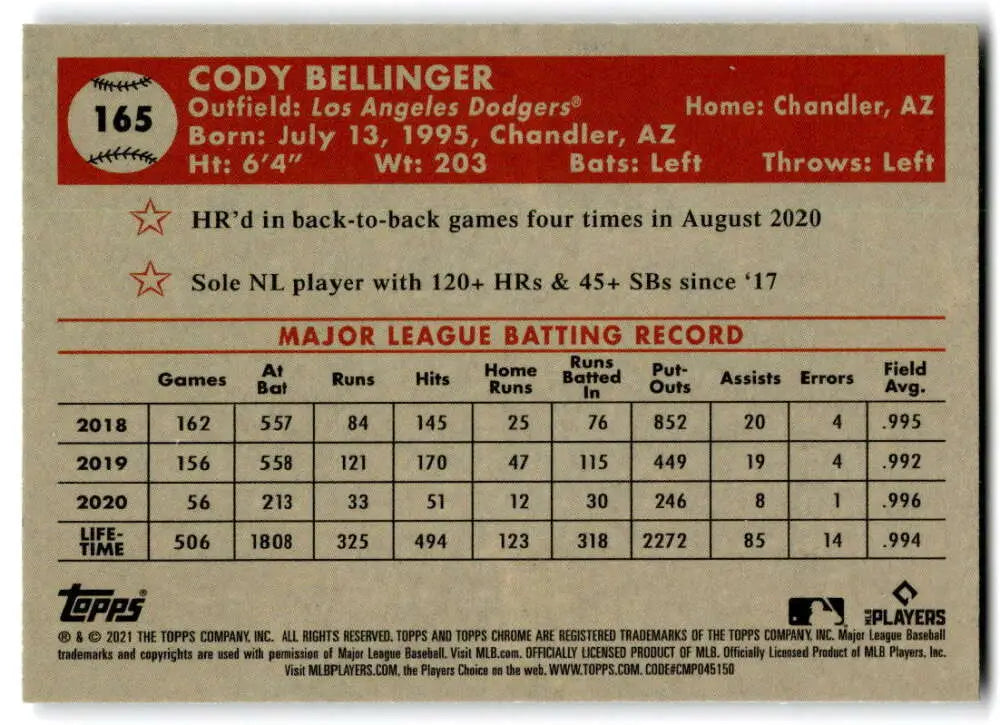 165
CODY BELLINGER
Outfield: Los Angeles Dodgers® Home: Chandler, AZ
Born: July 13, 1995, Chandler, AZ
Ht: 6'4" Wt: 203 Bats: Left Throws: Left
HR'd in back-to-back games four times in August 2020
Sole NL player with 120+ HRs & 45+ SBs since '17
MAJOR LEAGUE BATTING RECORD
Games At Bat Runs Hits Home Runs Runs Batted In Put-Outs Assists Errors Field Avg.
2018 162 557 84 145 25 76 852 20 4 .995
2019 156 558 121 170 47 115 449 19 4 .992
2020 56 213 33 51 12 30 246 8 1 .996
LIFE-TIME 506 1808 325 494 123 318 2272 85 14 .994
Topps®
MLB PLAYERS
® & © 2021 THE TOPPS COMPANY, INC. ALL RIGHTS RESERVED. TOPPS AND TOPPS CHROME ARE REGISTERED TRADEMARKS OF THE TOPPS COMPANY, INC. Major League Baseball
trademarks and copyrights are used with permission of Major League Baseball. Visit MLB.com. OFFICIALLY LICENSED PRODUCT OF MLB. Officially Licensed Product of MLB Players, Inc.
Visit MLBPLAYERS.COM, the Players Choice on the web. WWW.TOPPS.COM. CODE#CMP045150